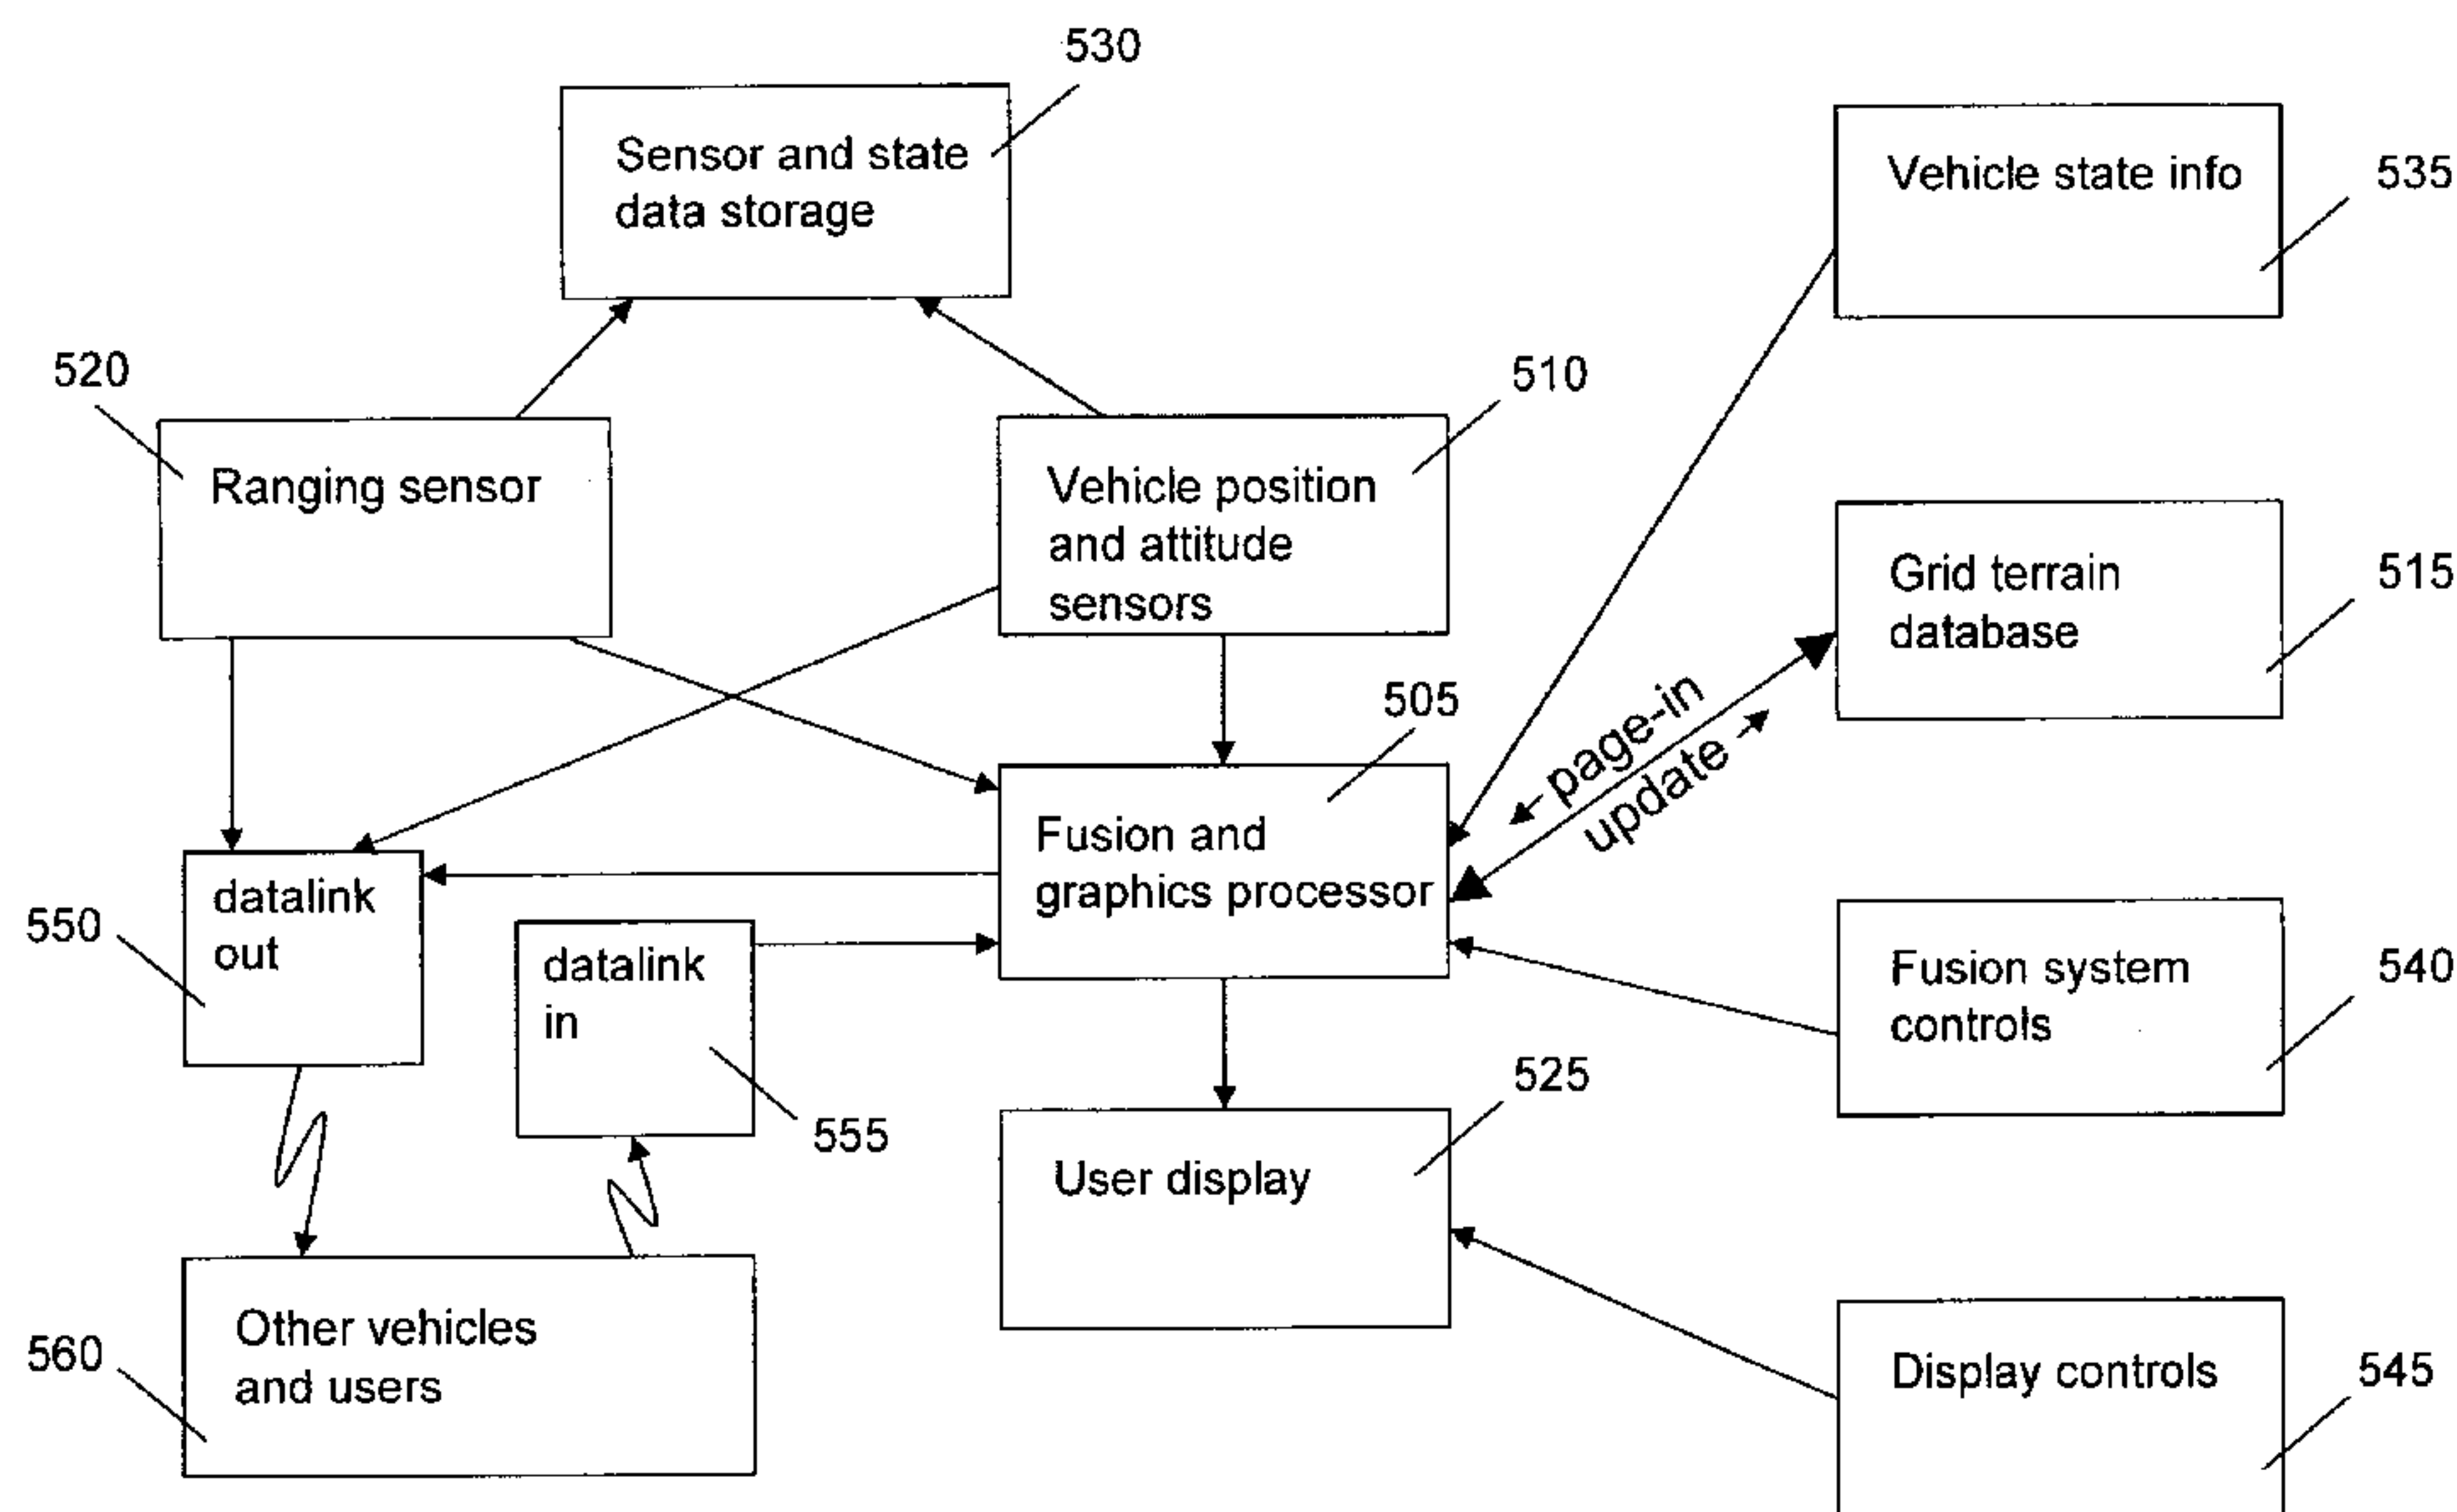 530
Sensor and state
data storage
Vehicle state info
535
520
Ranging sensor
510
Vehicle position
and attitude
sensors
Grid terrain
database
515
505
page-in
update
Fusion and
graphics processor
550
datalink
out
datalink
in
555
Fusion system
controls
540
525
User display
560
Other vehicles
and users
Display controls
545